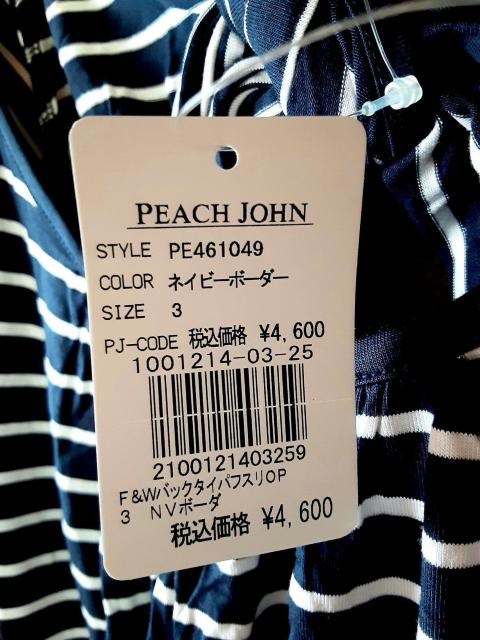 PEACH JOHN
STYLE PE461049
COLOR ネイビーボーダー
SIZE 3
PJ-CODE 税込価格 ¥4,600
1001214-03-25
2100121403259
F&WバックタイパフスリOP
3 NVボーダ
税込価格 ¥4,600